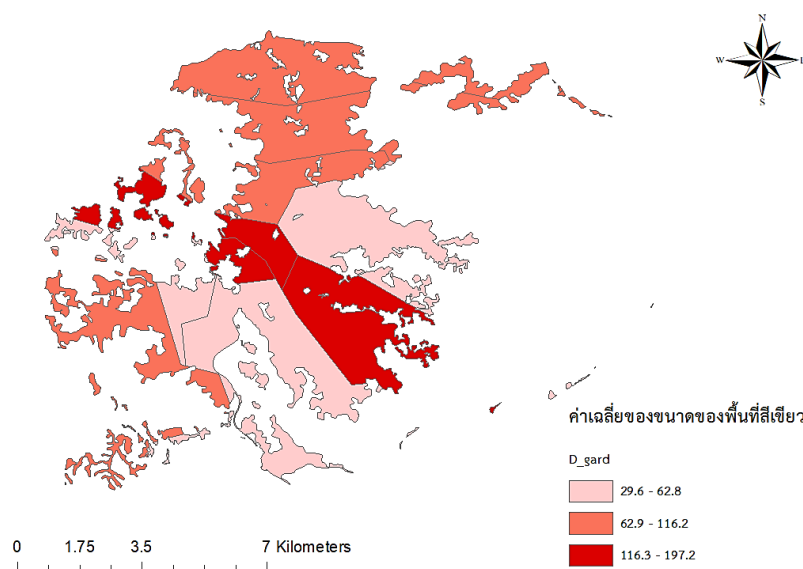 N
W
E
S
ค่าเฉลี่ยของขนาดของพื้นที่สีเขียว
D_gard
29.6 - 62.8
62.9 - 116.2
116.3 - 197.2
0 1.75 3.5 7 Kilometers